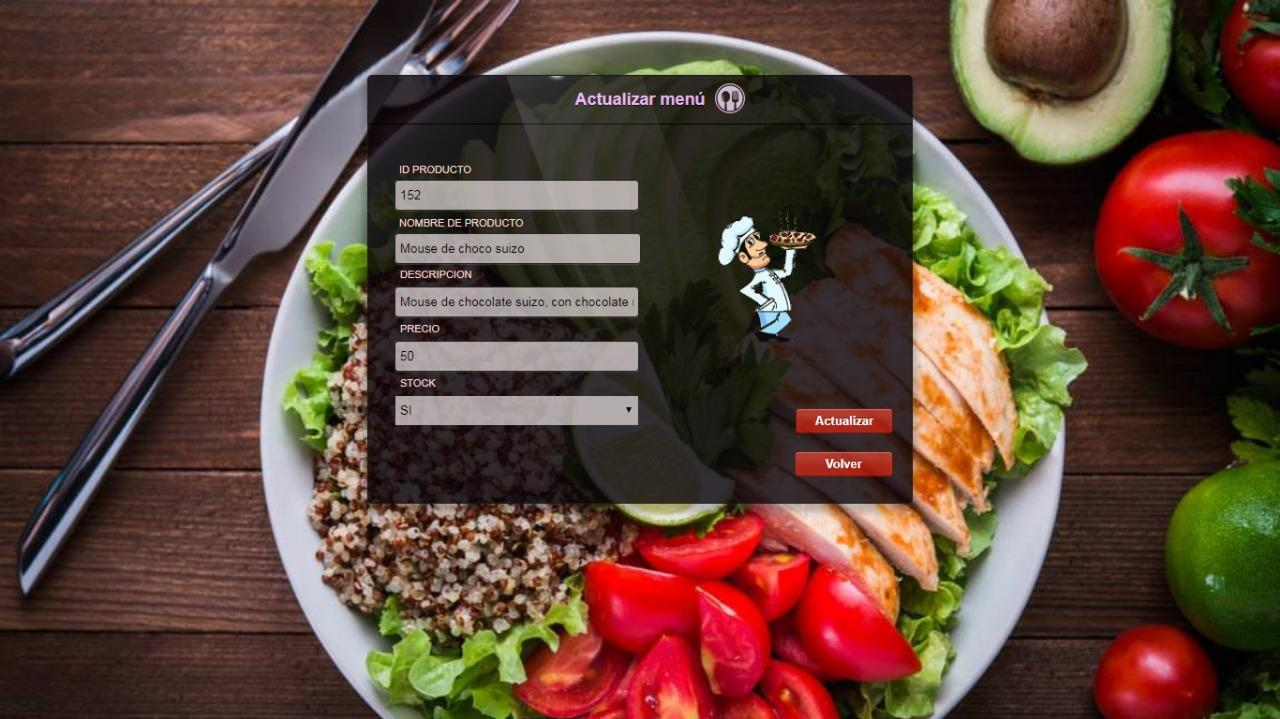 Actualizar menú
ID PRODUCTO
152
NOMBRE DE PRODUCTO
Mouse de choco suizo
DESCRIPCION
Mouse de chocolate suizo, con chocolate
PRECIO
50
STOCK
SI
Actualizar
Volver